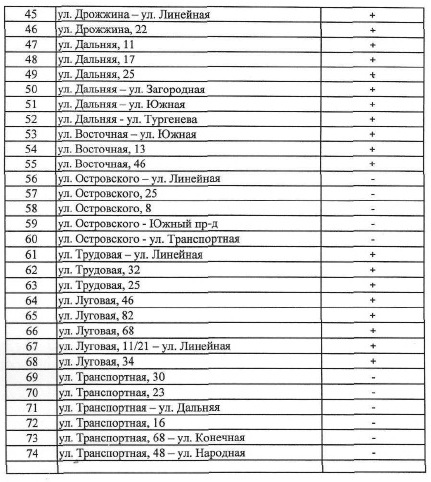 45 ул. Дрожжина – ул. Линейная +
46 ул. Дрожжина, 22 +
47 ул. Дальняя, 11 +
48 ул. Дальняя, 17 +
49 ул. Дальняя, 25 +
50 ул. Дальняя – ул. Загородная +
51 ул. Дальняя – ул. Южная +
52 ул. Дальняя - ул. Тургенева +
53 ул. Восточная – ул. Южная +
54 ул. Восточная, 13 +
55 ул. Восточная, 46 +
56 ул. Островского – ул. Линейная -
57 ул. Островского, 25 -
58 ул. Островского, 8 -
59 ул. Островского - Южный пр-д -
60 ул. Островского - ул. Транспортная -
61 ул. Трудовая – ул. Линейная +
62 ул. Трудовая, 32 +
63 ул. Трудовая, 25 +
64 ул. Луговая, 46 +
65 ул. Луговая, 82 +
66 ул. Луговая, 68 +
67 ул. Луговая, 11/21 – ул. Линейная +
68 ул. Луговая, 34 +
69 ул. Транспортная, 30 -
70 ул. Транспортная, 23 -
71 ул. Транспортная – ул. Дальняя -
72 ул. Транспортная, 16 -
73 ул. Транспортная, 68 – ул. Конечная -
74 ул. Транспортная, 48 – ул. Народная -